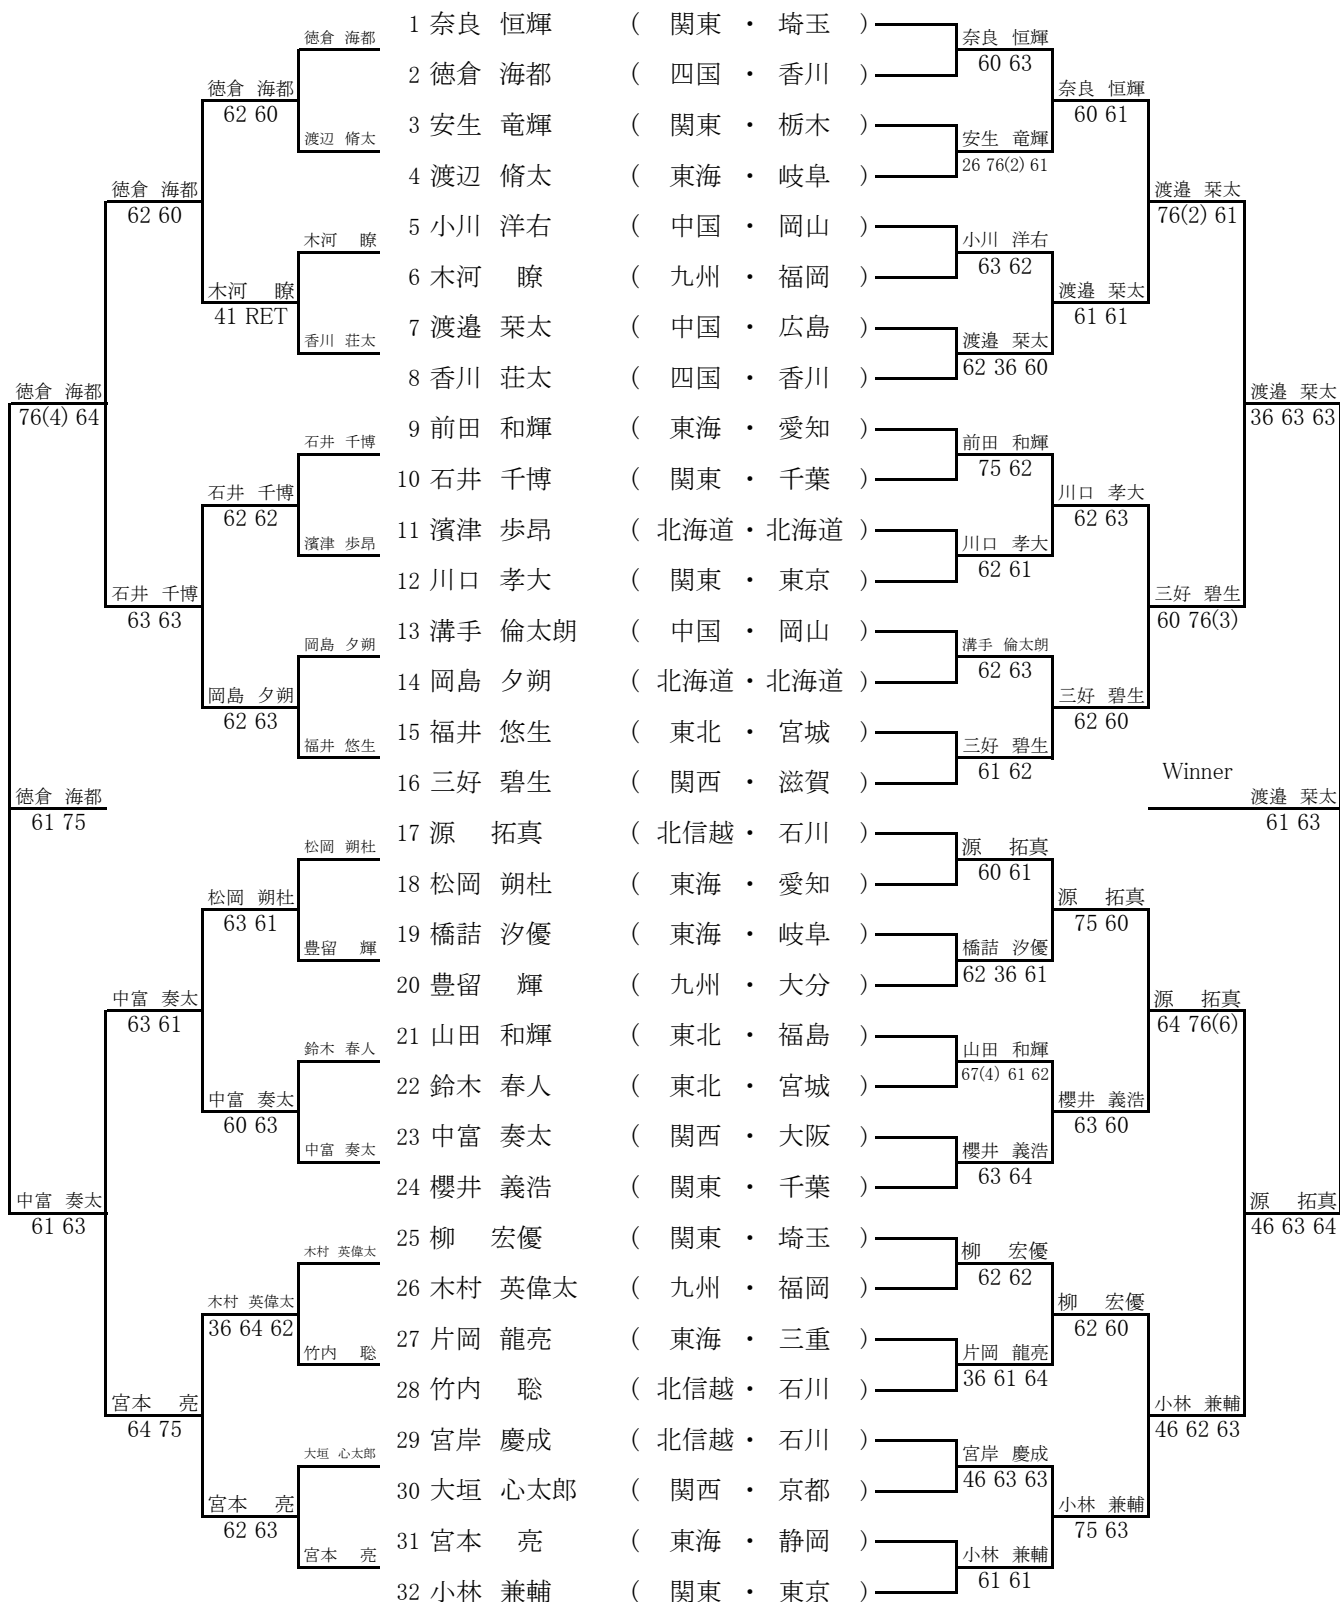 1 奈良 恒輝 ( 関東 ・ 埼玉 )
2 徳倉 海都 ( 四国 ・ 香川 )
3 安生 竜輝 ( 関東 ・ 栃木 )
4 渡辺 脩太 ( 東海 ・ 岐阜 )
5 小川 洋右 ( 中国 ・ 岡山 )
6 木河 瞭 ( 九州 ・ 福岡 )
7 渡邉 栞太 ( 中国 ・ 広島 )
8 香川 荘太 ( 四国 ・ 香川 )
9 前田 和輝 ( 東海 ・ 愛知 )
10 石井 千博 ( 関東 ・ 千葉 )
11 濱津 歩昂 ( 北海道 ・ 北海道 )
12 川口 孝大 ( 関東 ・ 東京 )
13 溝手 倫太朗 ( 中国 ・ 岡山 )
14 岡島 夕朔 ( 北海道 ・ 北海道 )
15 福井 悠生 ( 東北 ・ 宮城 )
16 三好 碧生 ( 関西 ・ 滋賀 )
17 源 拓真 ( 北信越 ・ 石川 )
18 松岡 朔杜 ( 東海 ・ 愛知 )
19 橋詰 汐優 ( 東海 ・ 岐阜 )
20 豊留 輝 ( 九州 ・ 大分 )
21 山田 和輝 ( 東北 ・ 福島 )
22 鈴木 春人 ( 東北 ・ 宮城 )
23 中富 奏太 ( 関西 ・ 大阪 )
24 櫻井 義浩 ( 関東 ・ 千葉 )
25 柳 宏優 ( 関東 ・ 埼玉 )
26 木村 英偉太 ( 九州 ・ 福岡 )
27 片岡 龍亮 ( 東海 ・ 三重 )
28 竹内 聡 ( 北信越 ・ 石川 )
29 宮岸 慶成 ( 北信越 ・ 石川 )
30 大垣 心太郎 ( 関西 ・ 京都 )
31 宮本 亮 ( 東海 ・ 静岡 )
32 小林 兼輔 ( 関東 ・ 東京 )
奈良 恒輝
60 63
安生 竜輝
26 76(2) 61
小川 洋右
63 62
渡邉 栞太
62 36 60
前田 和輝
75 62
川口 孝大
62 61
溝手 倫太朗
62 63
三好 碧生
61 62
源 拓真
60 61
橋詰 汐優
62 36 61
山田 和輝
67(4) 61 62
櫻井 義浩
63 64
柳 宏優
62 62
片岡 龍亮
36 61 64
宮岸 慶成
46 63 63
小林 兼輔
61 61
奈良 恒輝
60 61
渡邉 栞太
61 61
川口 孝大
62 63
三好 碧生
62 60
源 拓真
75 60
櫻井 義浩
63 60
柳 宏優
62 60
小林 兼輔
75 63
渡邉 栞太
76(2) 61
三好 碧生
60 76(3)
源 拓真
64 76(6)
小林 兼輔
46 62 63
渡邉 栞太
36 63 63
源 拓真
46 63 64
Winner
渡邉 栞太
61 63
徳倉 海都
渡辺 脩太
木河 瞭
香川 荘太
石井 千博
濱津 歩昂
岡島 夕朔
福井 悠生
松岡 朔杜
豊留 輝
鈴木 春人
中富 奏太
木村 英偉太
竹内 聡
大垣 心太郎
宮本 亮
徳倉 海都
62 60
木河 瞭
41 RET
石井 千博
62 62
岡島 夕朔
62 63
松岡 朔杜
63 61
中富 奏太
60 63
木村 英偉太
36 64 62
宮本 亮
62 63
徳倉 海都
62 60
石井 千博
63 63
中富 奏太
63 61
宮本 亮
64 75
徳倉 海都
76(4) 64
中富 奏太
61 63
徳倉 海都
61 75